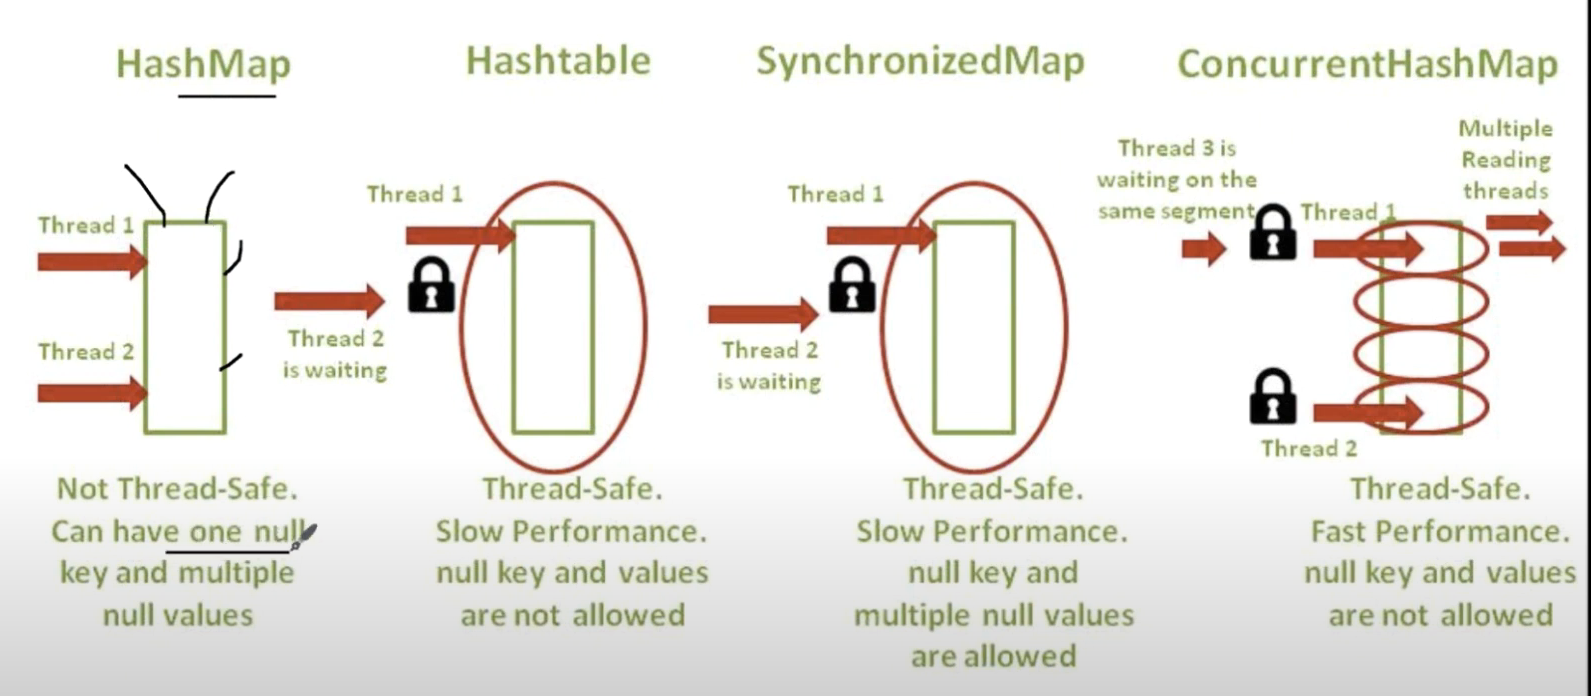 HashMap
Thread 1
Thread 2
Not Thread-Safe.
Can have one null
key and multiple
null values
Hashtable
Thread 1
Thread 2
is waiting
Thread-Safe.
Slow Performance.
null key and values
are not allowed
SynchronizedMap
Thread 1
Thread 2
is waiting
Thread-Safe.
Slow Performance.
null key and
multiple null values
are allowed
ConcurrentHashMap
Thread 3 is
waiting on the
same segment
Thread 1
Multiple
Reading
threads
Thread 2
Thread-Safe.
Fast Performance.
null key and values
are not allowed